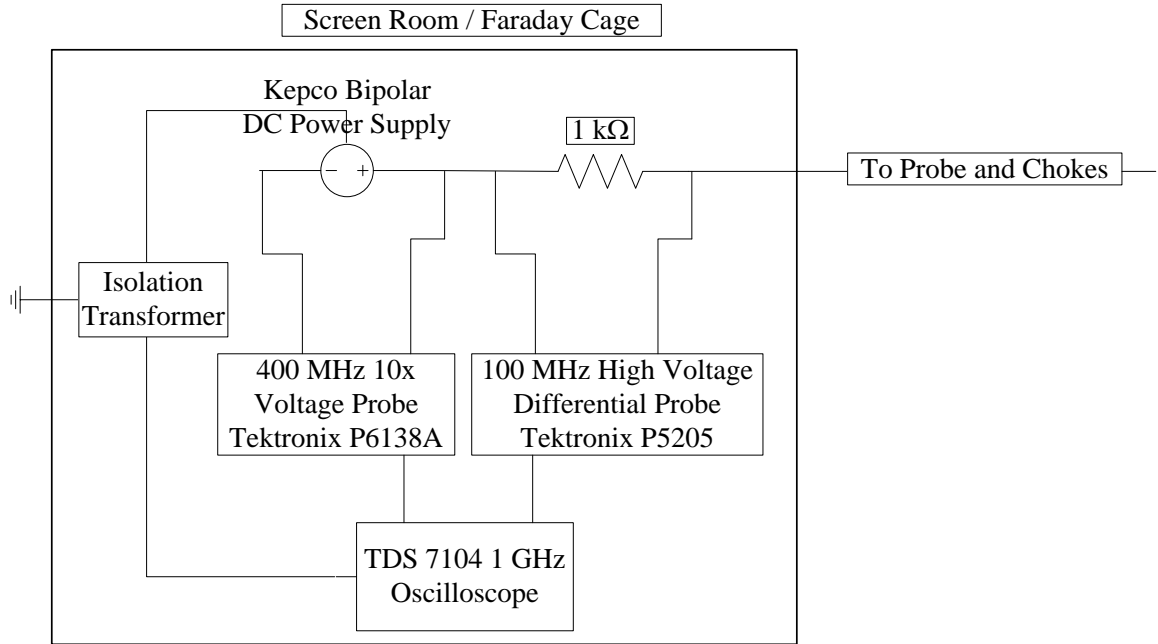 Screen Room / Faraday Cage
Kepco Bipolar
DC Power Supply
- +
1 kΩ
To Probe and Chokes
Isolation
Transformer
400 MHz 10x
Voltage Probe
Tektronix P6138A
100 MHz High Voltage
Differential Probe
Tektronix P5205
TDS 7104 1 GHz
Oscilloscope